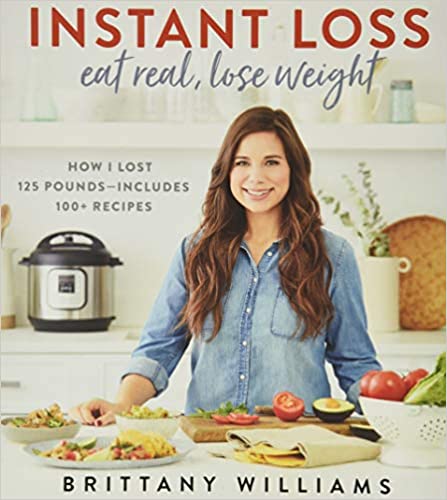 INSTANT LOSS
eat real, lose weight
HOW I LOST
125 POUNDS—INCLUDES
100+ RECIPES
BRITTANY WILLIAMS